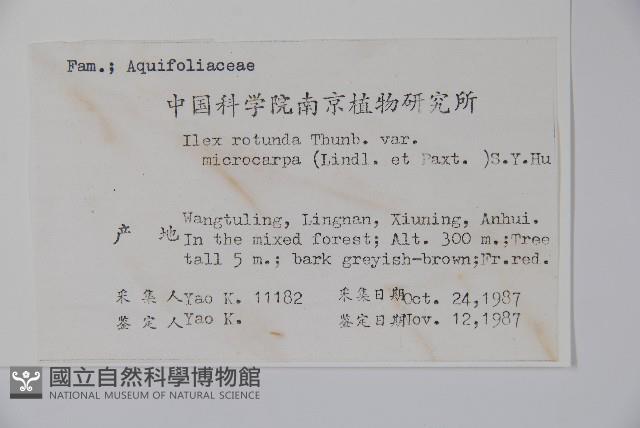 Fam.; Aquifoliaceae
中国科学院南京植物研究所
Ilex rotunda Thunb. var.
microcarpa (Lindl. et Paxt. )S.Y.Hu
产 地 Wangtuling, Lingnan, Xiuning, Anhui.
In the mixed forest; Alt. 300 m.;Tree
tall 5 m.; bark greyish-brown;Fr.red.
采集人 Yao K. 11182 采集日期 Oct. 24,1987
鉴定人 Yao K. 鉴定日期 Nov. 12,1987
國立自然科學博物館
NATIONAL MUSEUM OF NATURAL SCIENCE